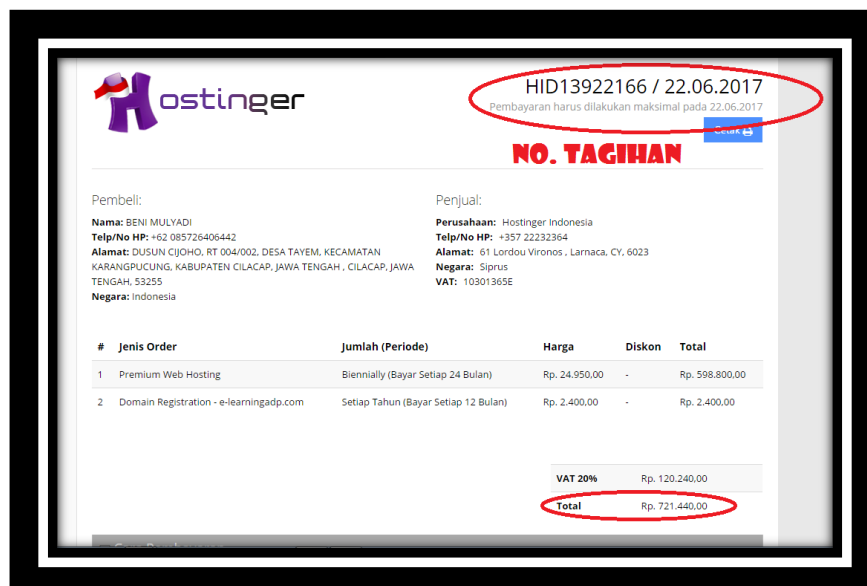 Hostinger
HID13922166 / 22.06.2017
Pembayaran harus dilakukan maksimal pada 22.06.2017
Cetak
NO. TAGIHAN
Pembeli:
Nama: BENI MULYADI
Telp/No HP: +62 085726406442
Alamat: DUSUN CIJOHO, RT 004/002, DESA TAYEM, KECAMATAN
KARANGPUCUNG, KABUPATEN CILACAP, JAWA TENGAH , CILACAP, JAWA
TENGAH, 53255
Negara: Indonesia
Penjual:
Perusahaan: Hostinger Indonesia
Telp/No HP: +357 22232364
Alamat: 61 Lordou Vironos , Larnaca, CY, 6023
Negara: Siprus
VAT: 10301365E
# Jenis Order Jumlah (Periode) Harga Diskon Total
1 Premium Web Hosting Biennially (Bayar Setiap 24 Bulan) Rp. 24.950,00 - Rp. 598.800,00
2 Domain Registration - e-learningadp.com Setiap Tahun (Bayar Setiap 12 Bulan) Rp. 2.400,00 - Rp. 2.400,00
VAT 20% Rp. 120.240,00
Total Rp. 721.440,00